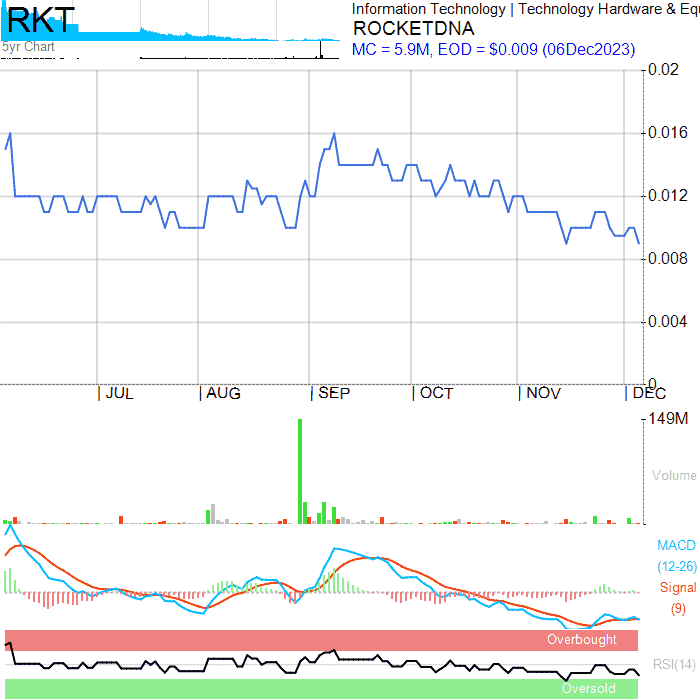 RKT
5yr Chart
Information Technology | Technology Hardware & Equ
ROCKETDNA
MC = 5.9M, EOD = $0.009 (06Dec2023)
0.02
0.016
0.012
0.008
0.004
0
| JUL | AUG | SEP | OCT | NOV | DEC
149M
Volume
MACD
(12-26)
Signal
(9)
Overbought
RSI(14)
Oversold